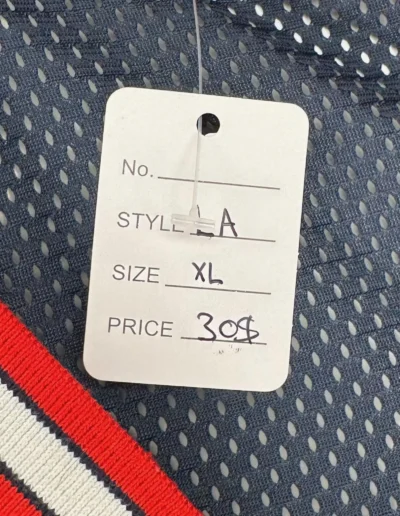 No.
STYLE LA
SIZE XL
PRICE 30$